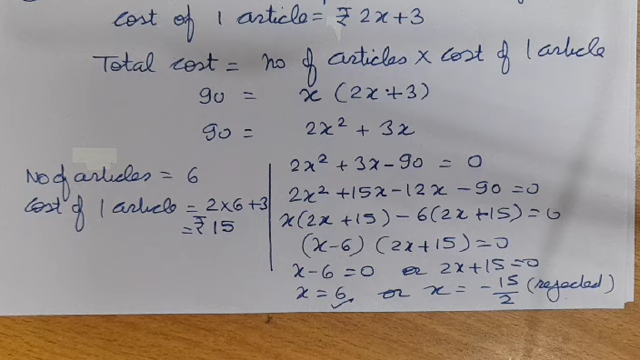 cost of 1 article = ₹ 2x+3
Total cost = no of articles × cost of 1 article
90 = x (2x+3)
90 = 2x² + 3x
No of articles = 6
cost of 1 article = 2×6+3
= ₹ 15
2x² + 3x - 90 = 0
2x² + 15x - 12x - 90 = 0
x(2x+15) - 6(2x+15) = 0
(x-6) (2x+15) = 0
x-6 = 0 or 2x+15=0
x = 6 ✓ or x = -15/2 (rejected)